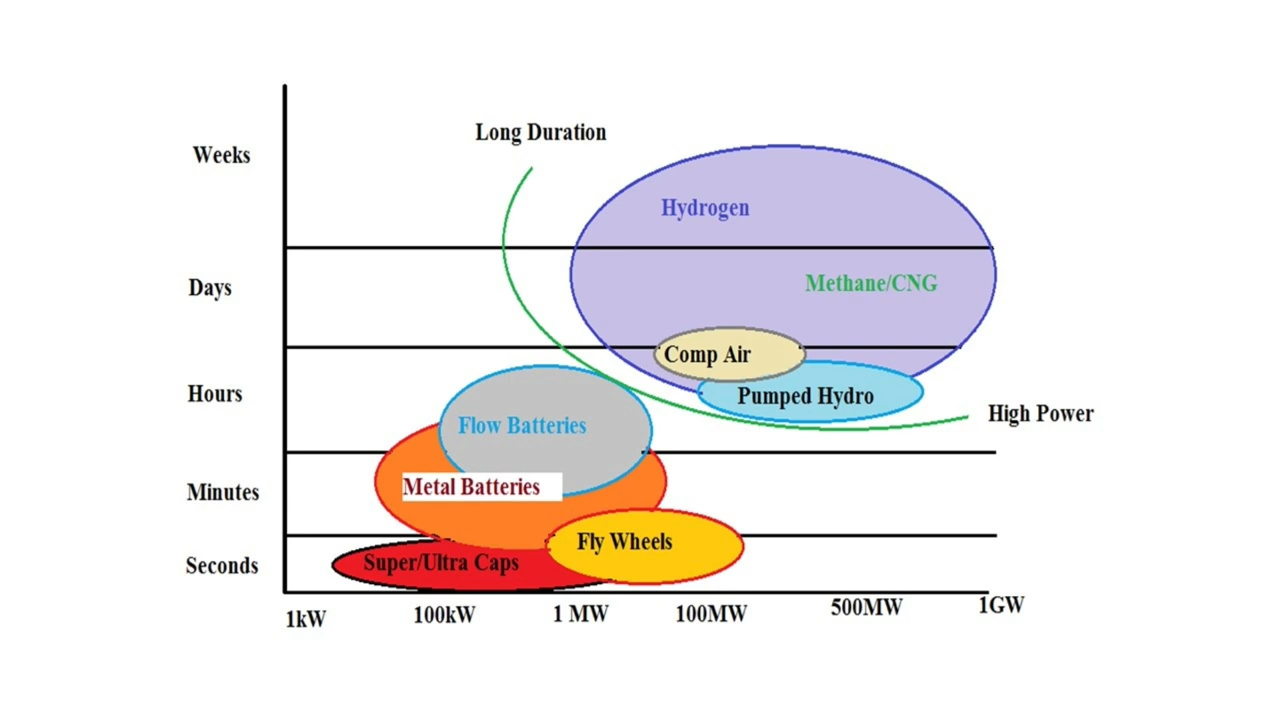 Long Duration
Weeks
Hydrogen
Days
Methane/CNG
Comp Air
Hours
Pumped Hydro
High Power
Flow Batteries
Minutes
Metal Batteries
Fly Wheels
Seconds
Super/Ultra Caps
1kW
100kW
1 MW
100MW
500MW
1GW